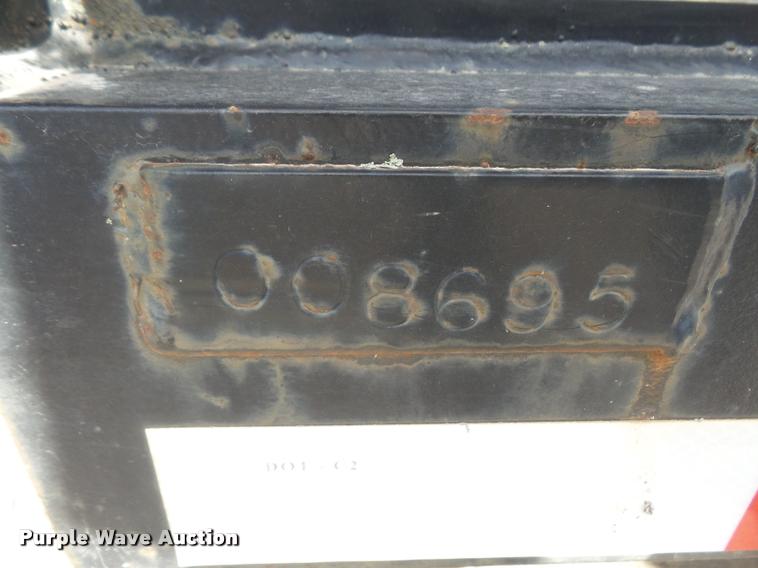 008695
DOT - C2
Purple Wave Auction